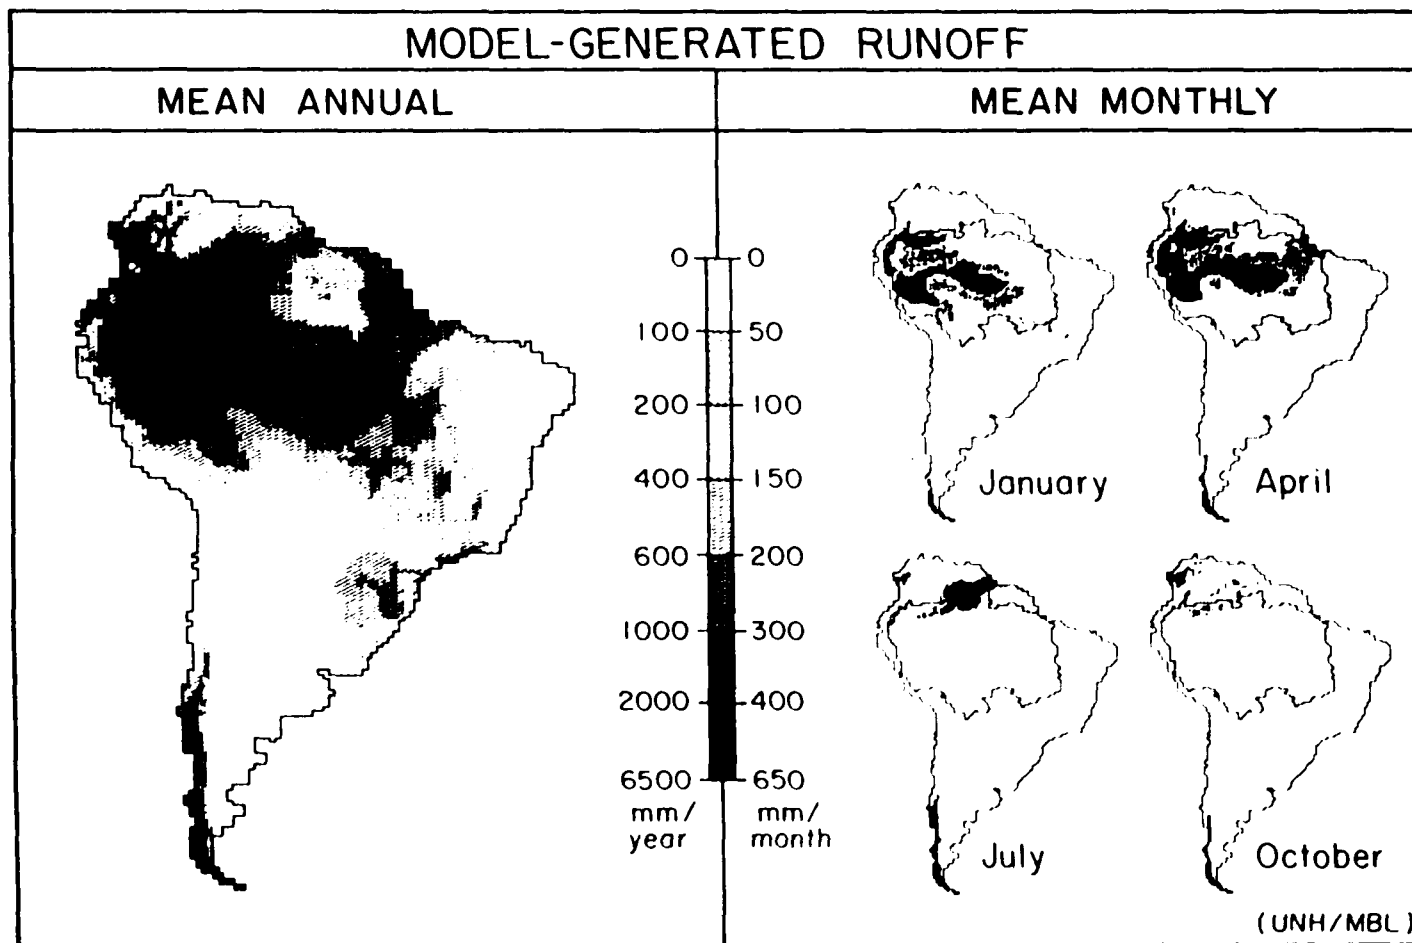 MODEL-GENERATED RUNOFF
MEAN ANNUAL
MEAN MONTHLY
0 0
100 50
200 100
400 150
600 200
1000 300
2000 400
6500 650
mm/ mm/
year month
January
April
July
October
(UNH/MBL)